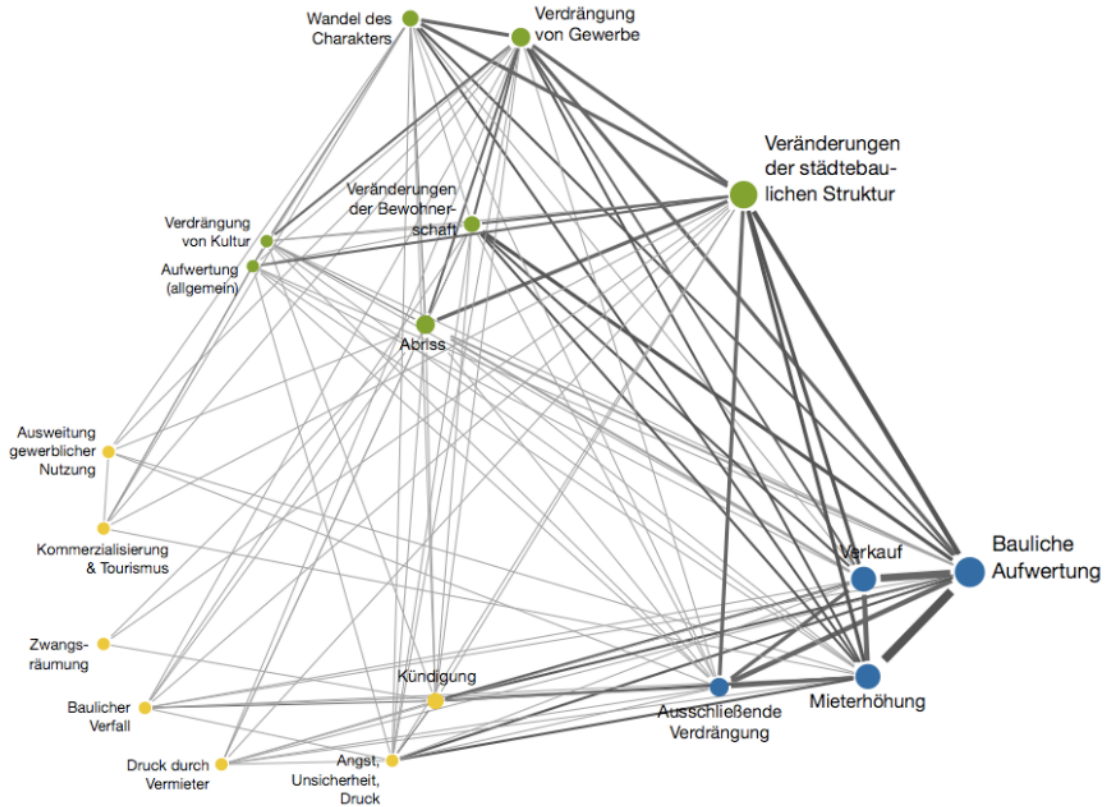 Wandel des
Charakters
Verdrängung
von Gewerbe
Veränderungen
der städtebau-
lichen Struktur
Veränderungen
der Bewohner-
schaft
Verdrängung
von Kultur
Aufwertung
(allgemein)
Abriss
Ausweitung
gewerblicher
Nutzung
Kommerzialisierung
& Tourismus
Verkauf
Bauliche
Aufwertung
Zwangs-
räumung
Kündigung
Mieterhöhung
Baulicher
Verfall
Ausschließende
Verdrängung
Druck durch
Vermieter
Angst,
Unsicherheit,
Druck